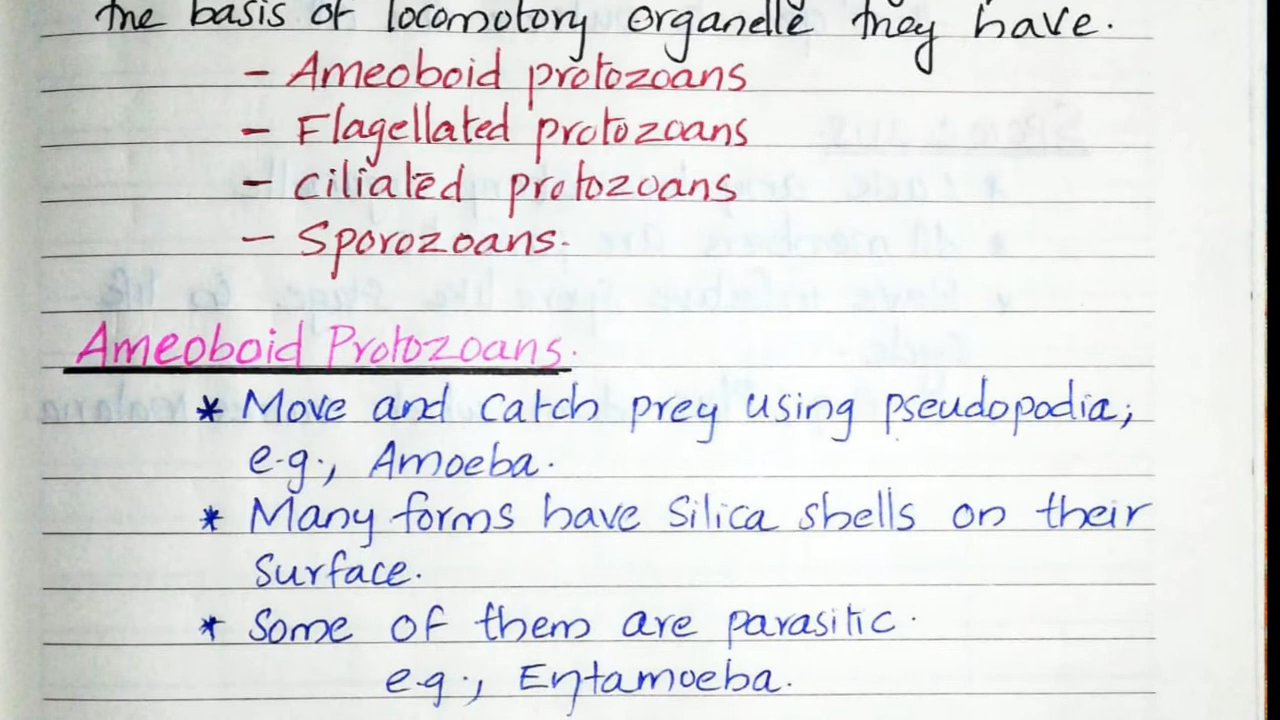 the basis of locomotory organelle they have.
- Ameoboid protozoans
- Flagellated protozoans
- Ciliated protozoans
- Sporozoans.
Ameoboid Protozoans.
* Move and catch prey using pseudopodia;
e.g., Amoeba.
* Many forms have Silica shells on their
Surface.
* Some of them are parasitic.
e.g., Entamoeba.